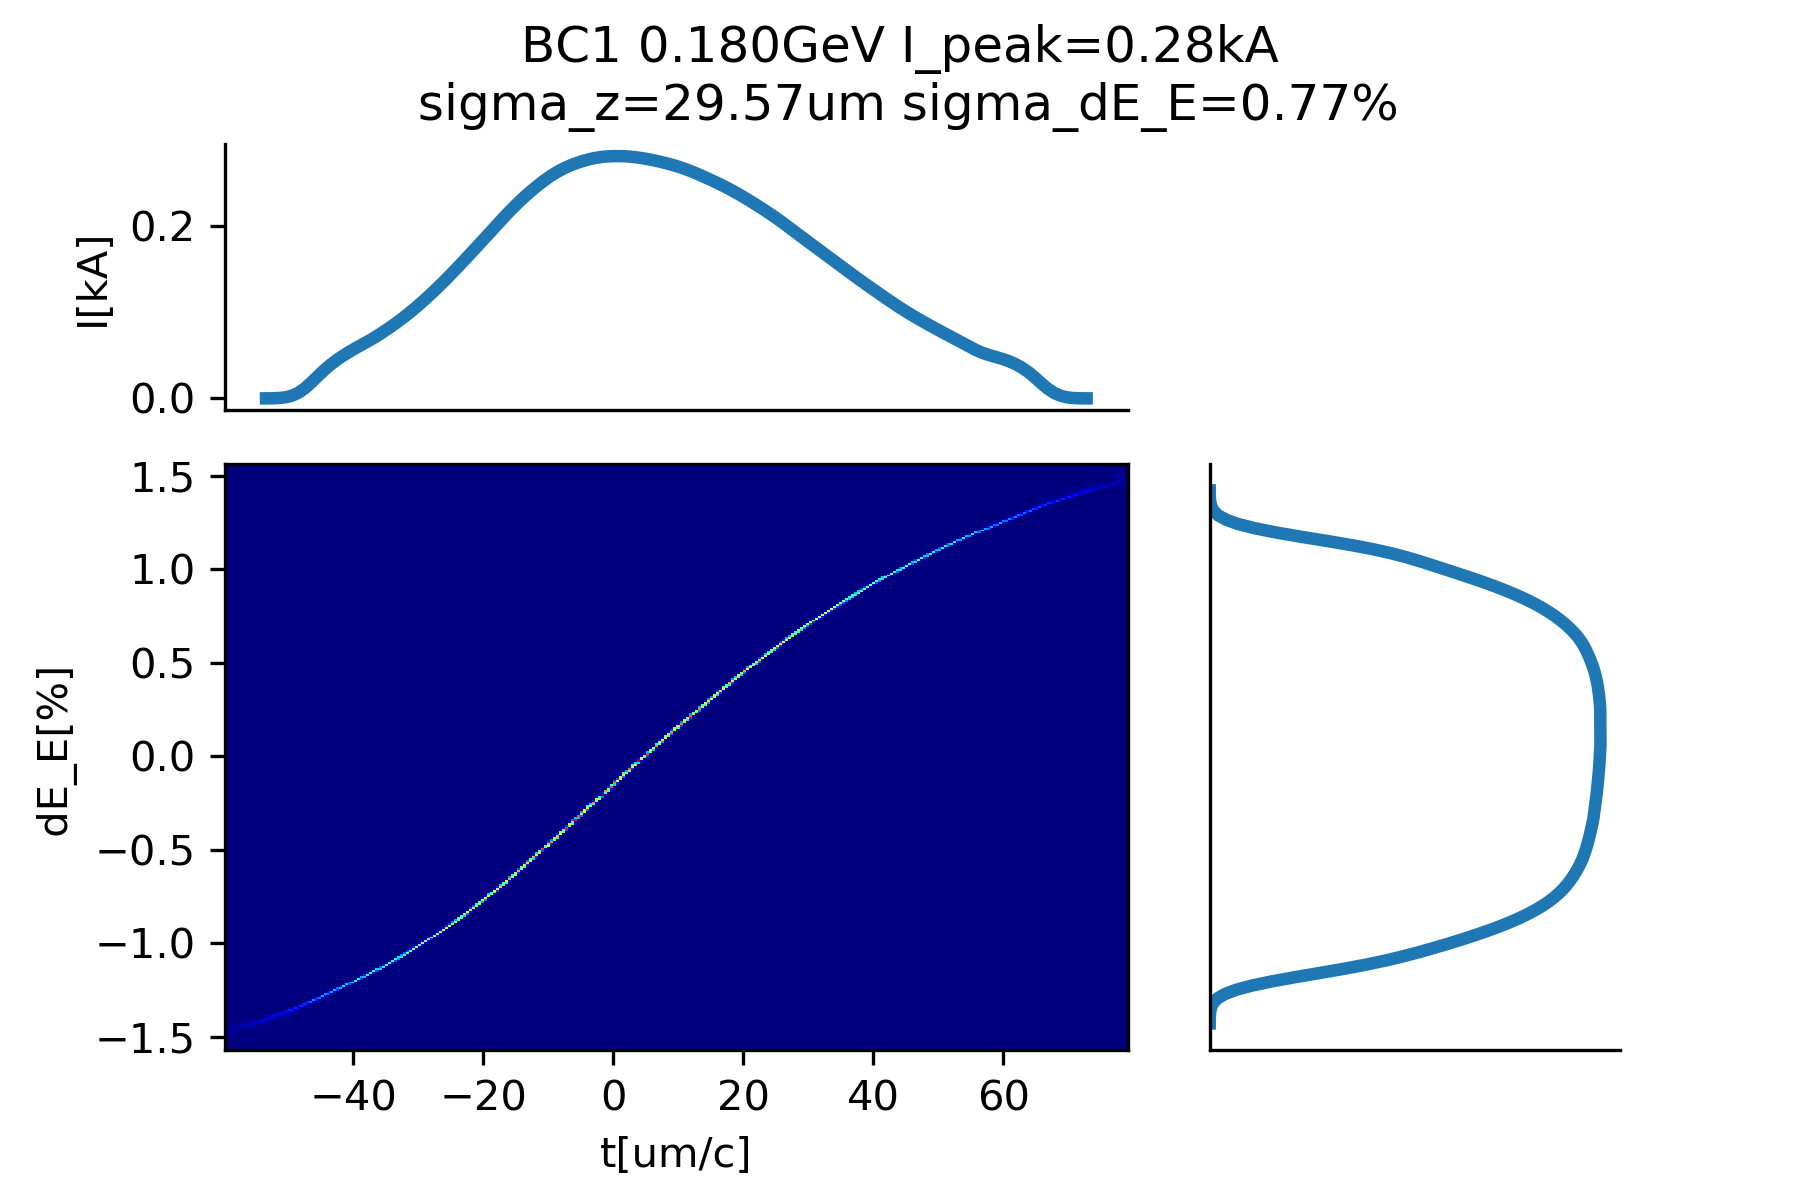 BC1 0.180GeV I_peak=0.28kA
sigma_z=29.57um sigma_dE_E=0.77%
I[kA]
0.2
0.0
dE_E[%]
1.5
1.0
0.5
0.0
−0.5
−1.0
−1.5
−40 −20 0 20 40 60
t[um/c]